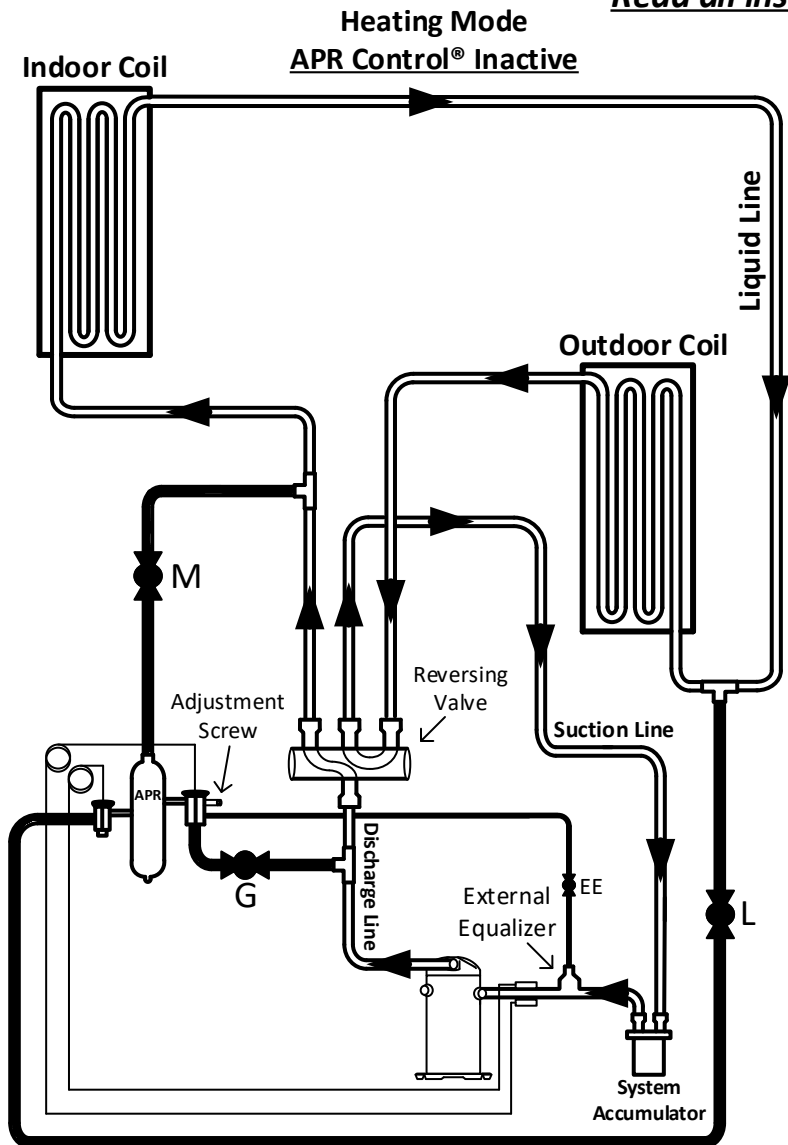 Heating Mode
APR Control® Inactive
Indoor Coil
Liquid Line
Outdoor Coil
M
Reversing
Valve
Adjustment
Screw
Suction Line
APR
Discharge Line
G
EE
External
Equalizer
L
System
Accumulator